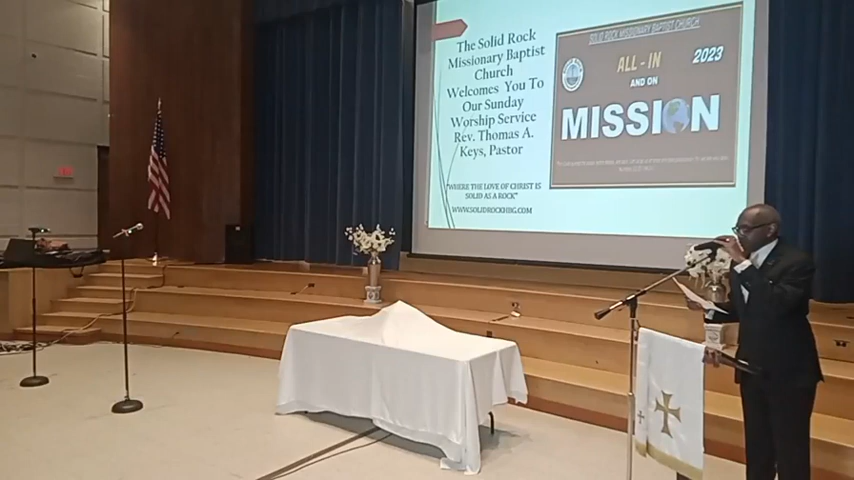 The Solid Rock
Missionary Baptist
Church
Welcomes You To
Our Sunday
Worship Service
Rev. Thomas A.
Keys, Pastor
"WHERE THE LOVE OF CHRIST IS
SOLID AS A ROCK"
WWW.SOLIDROCKHBG.COM
SOLID ROCK MISSIONARY BAPTIST CHURCH
ALL - IN
2023
AND ON
MISSION